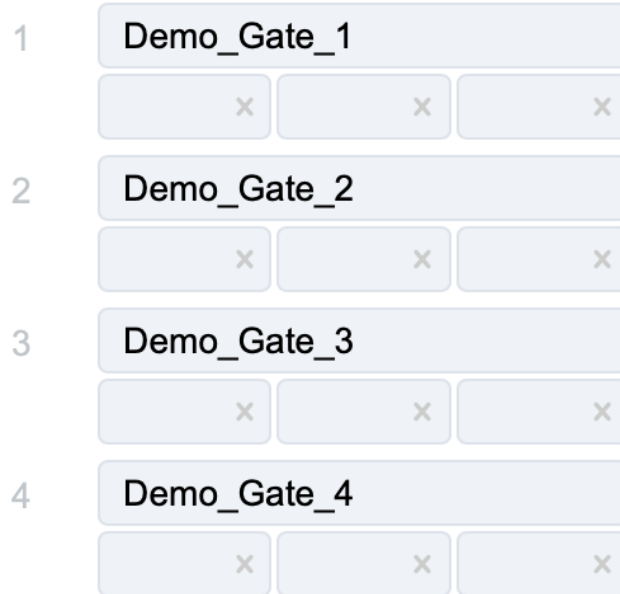 1
Demo_Gate_1
× × ×
2
Demo_Gate_2
× × ×
3
Demo_Gate_3
× × ×
4
Demo_Gate_4
× × ×